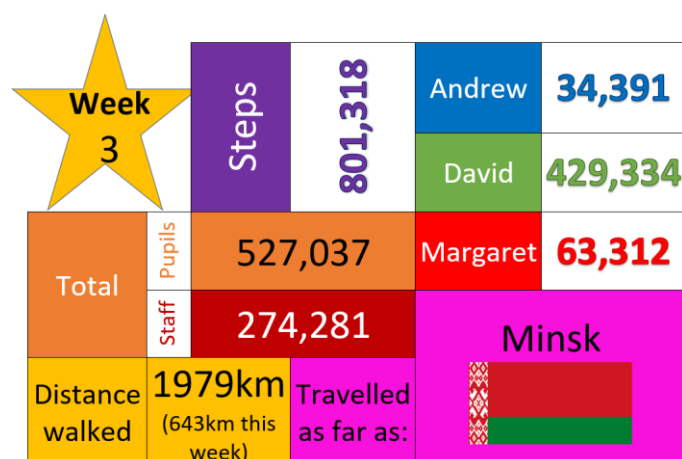 Week
3
Steps
801,318
Andrew
34,391
David
429,334
Total
Pupils
527,037
Margaret
63,312
Staff
274,281
Minsk
Distance
walked
1979km
(643km this
week)
Travelled
as far as: